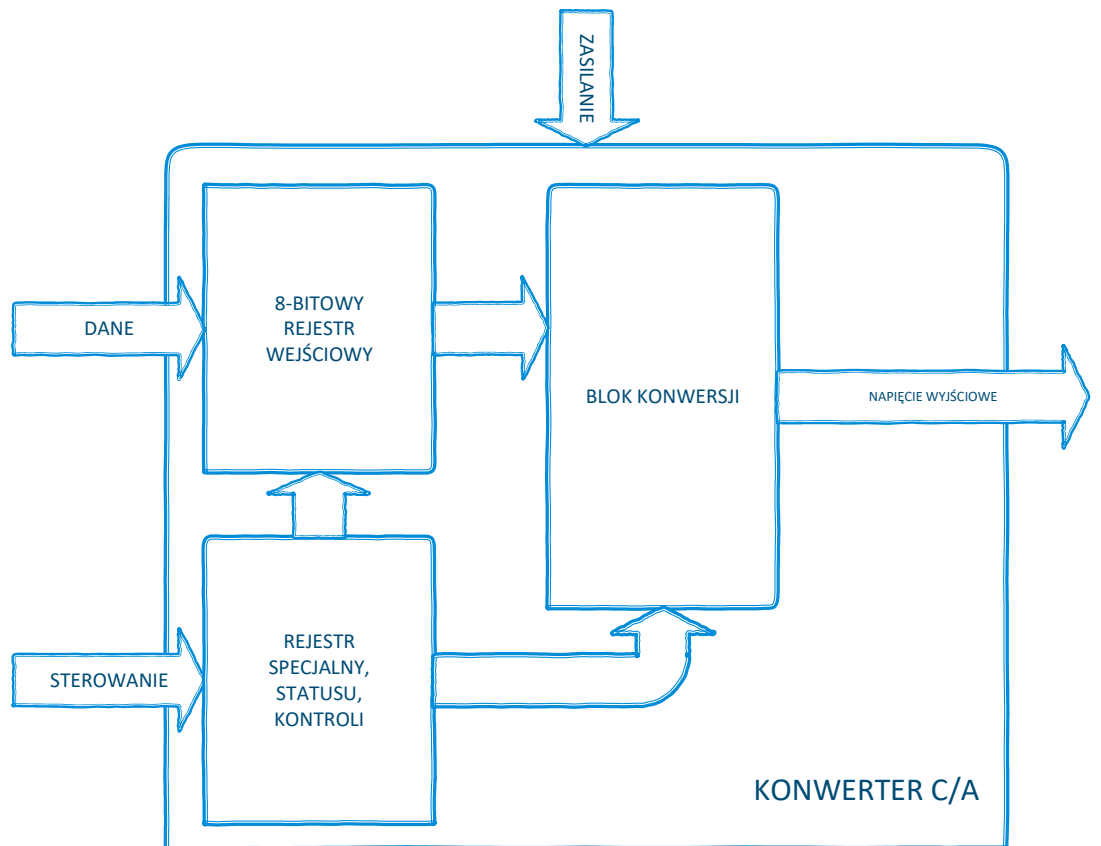 ZASILANIE
8-BITOWY
REJESTR
WEJŚCIOWY
DANE
BLOK KONWERSJI
NAPIĘCIE WYJŚCIOWE
REJESTR
SPECJALNY,
STATUSU,
KONTROLI
STEROWANIE
KONWERTER C/A